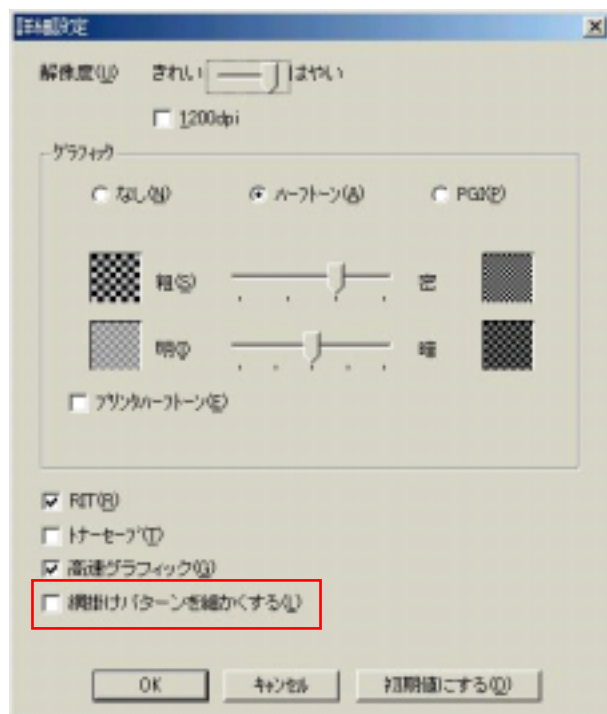 詳細設定
解像度(U) きれい はやい
1200dpi
グラフィック
なし(N) ハーフトーン(A) PGI(P)
粗(S) 密
明(I) 暗
プリンタハーフトーン(E)
RIT(R)
トナーセーブ(T)
高速グラフィック(G)
網掛けパターンを細かくする(L)
OK キャンセル 初期値にする(D)